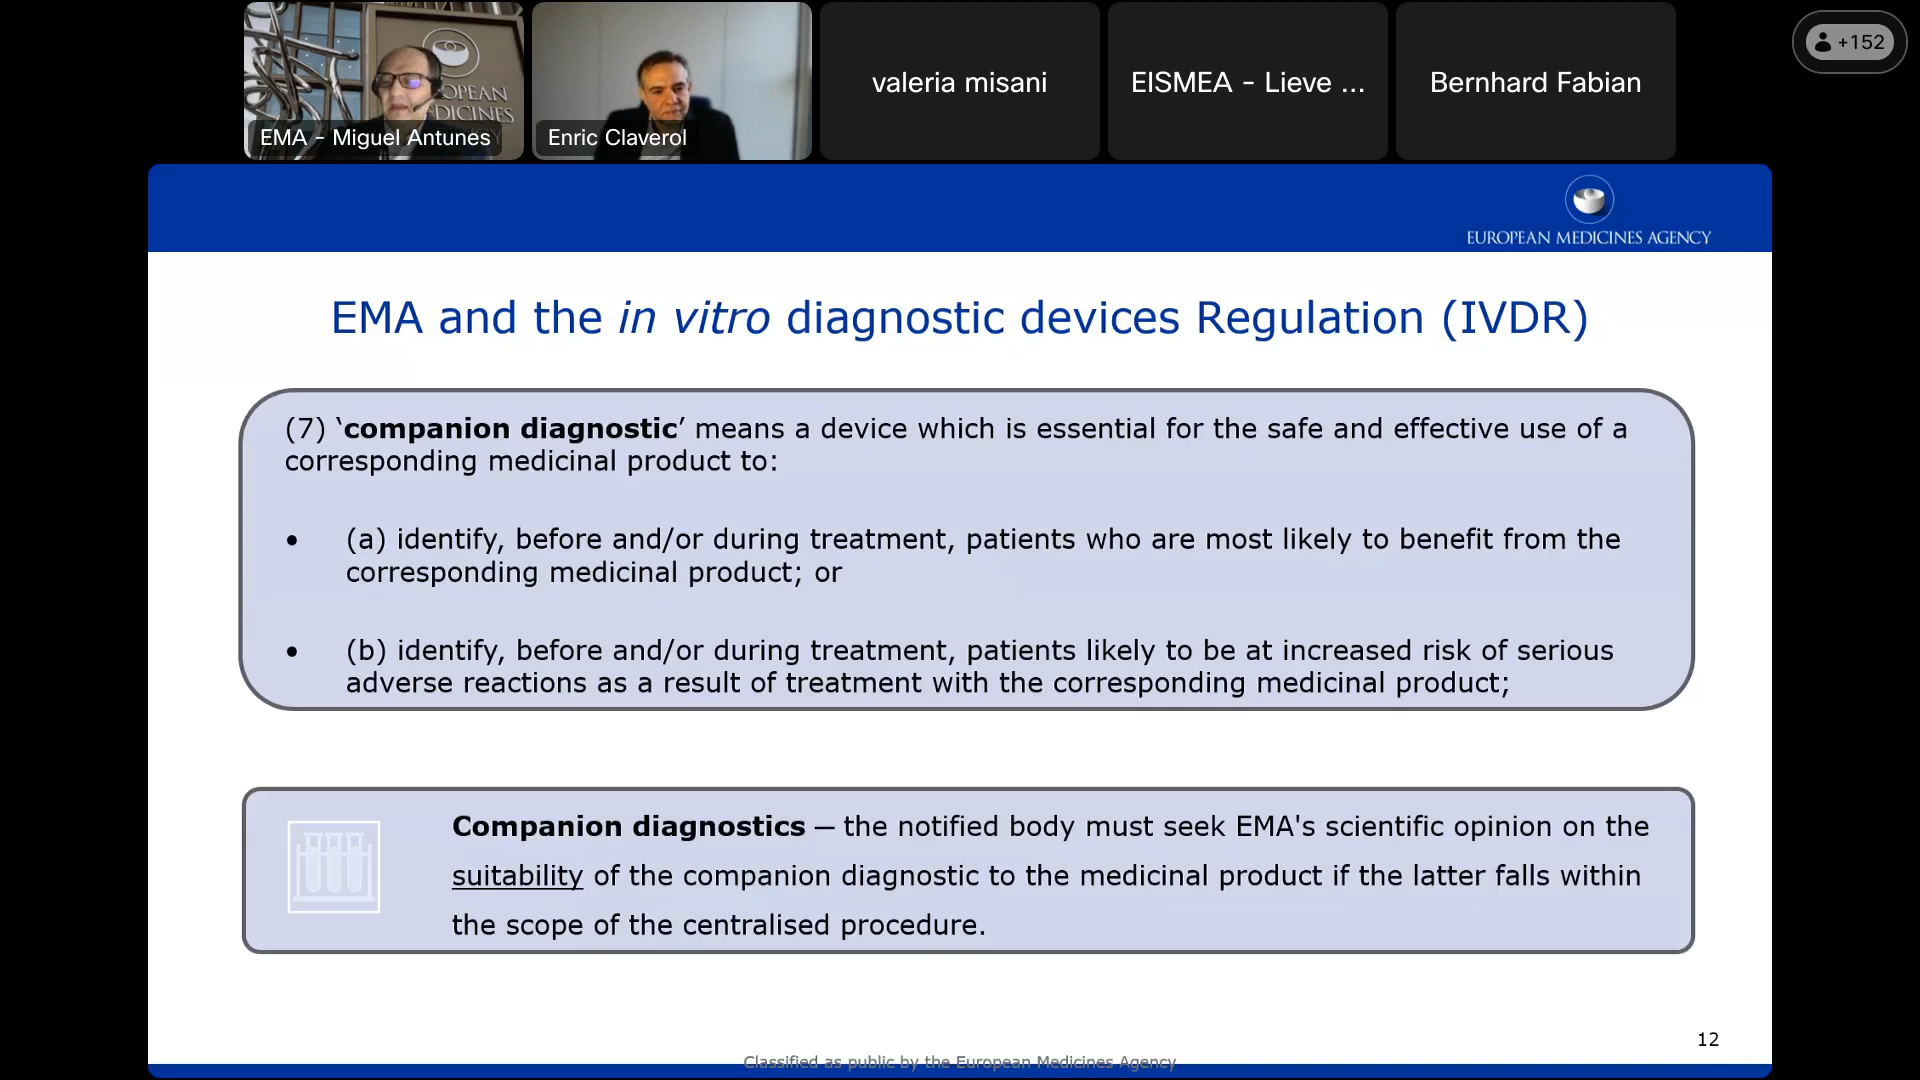 EUROPEAN
MEDICINES
EMA - Miguel Antunes
Enric Claverol
valeria misani
EISMEA - Lieve ...
Bernhard Fabian
+152
EUROPEAN MEDICINES AGENCY
EMA and the in vitro diagnostic devices Regulation (IVDR)
(7) ‘companion diagnostic’ means a device which is essential for the safe and effective use of a
corresponding medicinal product to:
• (a) identify, before and/or during treatment, patients who are most likely to benefit from the
corresponding medicinal product; or
• (b) identify, before and/or during treatment, patients likely to be at increased risk of serious
adverse reactions as a result of treatment with the corresponding medicinal product;
Companion diagnostics — the notified body must seek EMA's scientific opinion on the
suitability of the companion diagnostic to the medicinal product if the latter falls within
the scope of the centralised procedure.
12
Classified as public by the European Medicines Agency